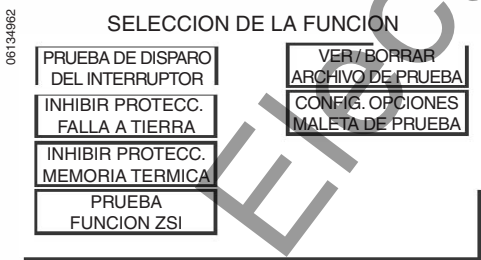 06134962
SELECCION DE LA FUNCION
PRUEBA DE DISPARO
DEL INTERRUPTOR
INHIBIR PROTECC.
FALLA A TIERRA
INHIBIR PROTECC.
MEMORIA TERMICA
PRUEBA
FUNCION ZSI
VER / BORRAR
ARCHIVO DE PRUEBA
CONFIG. OPCIONES
MALETA DE PRUEBA
Elec